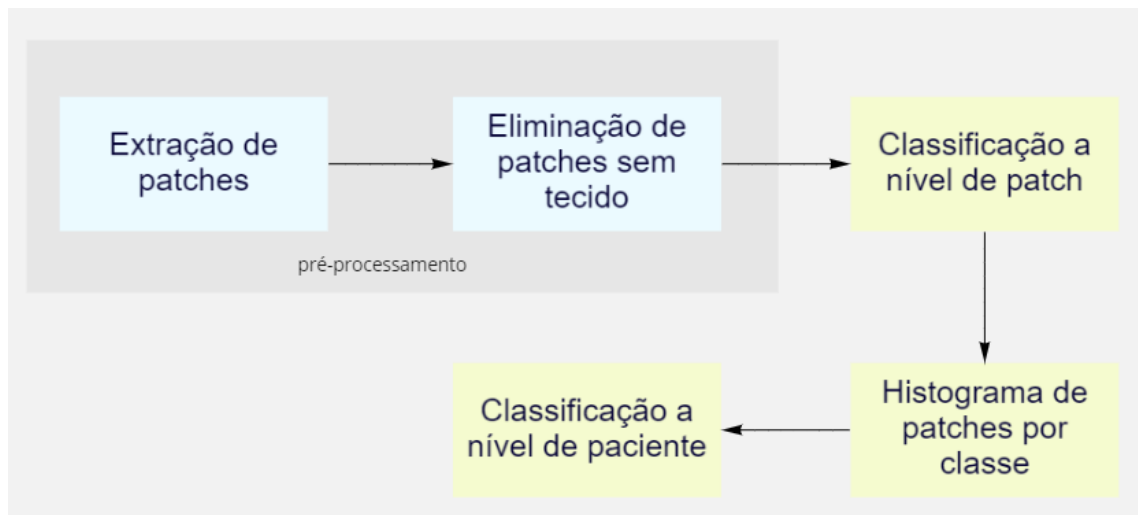 Extração de
patches
Eliminação de
patches sem
tecido
Classificação a
nível de patch
pré-processamento
Histograma de
patches por
classe
Classificação a
nível de paciente